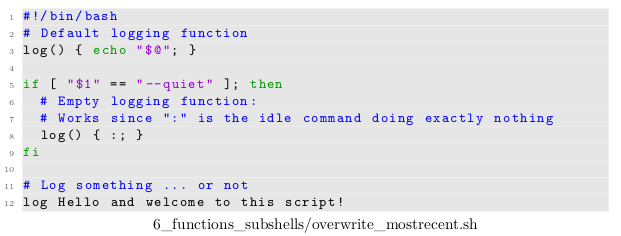 1 #!/bin/bash
2 # Default logging function
3 log() { echo "$@"; }
4
5 if [ "$1" == "--quiet" ]; then
6   # Empty logging function:
7   # Works since ":" is the idle command doing exactly nothing
8   log() { :; }
9 fi
10
11 # Log something ... or not
12 log Hello and welcome to this script!
6_functions_subshells/overwrite_mostrecent.sh